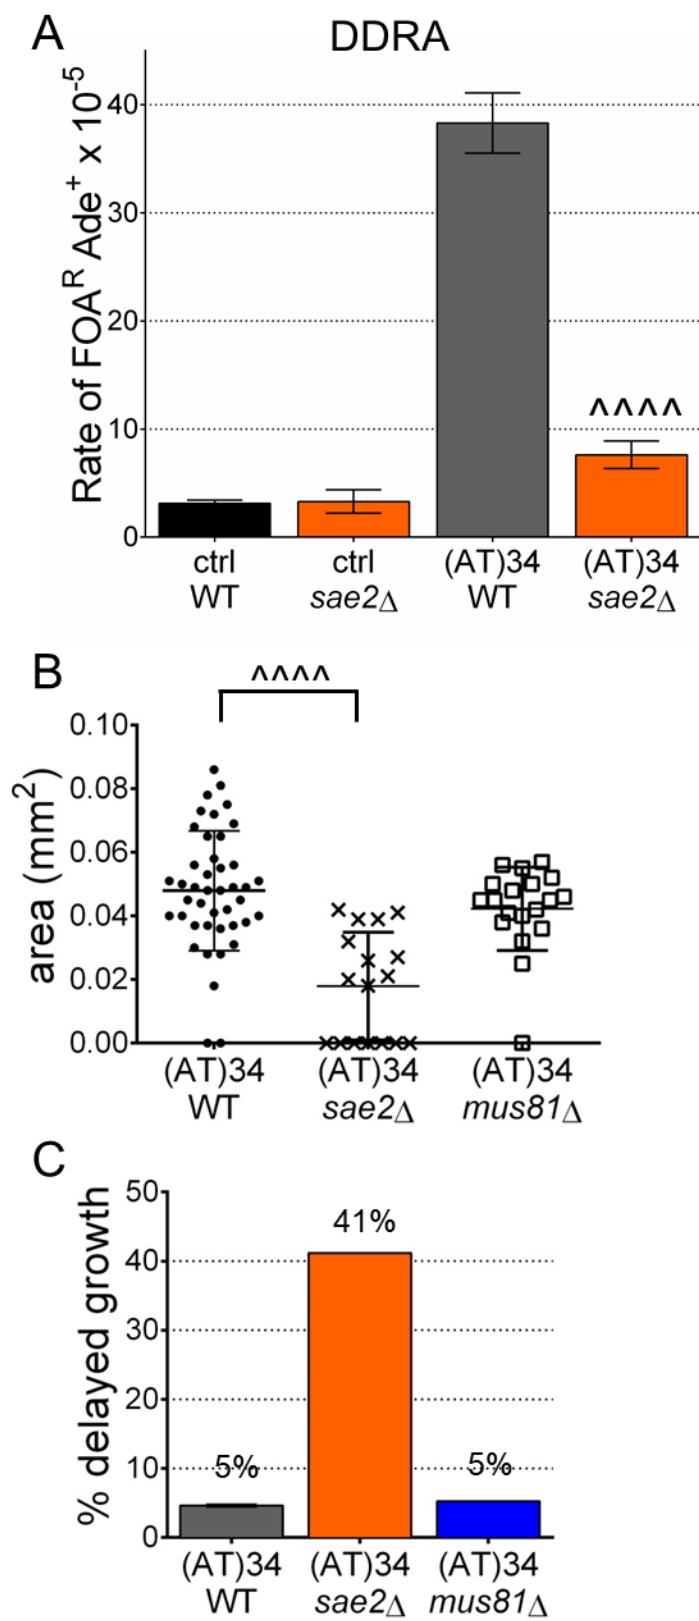 A
DDRA
Rate of FOA^R Ade^+ x 10^-5
40
30
20
10
0
^^^^
ctrl
WT
ctrl
sae2Δ
(AT)34
WT
(AT)34
sae2Δ
B
^^^^
area (mm^2)
0.10
0.08
0.06
0.04
0.02
0.00
(AT)34
WT
(AT)34
sae2Δ
(AT)34
mus81Δ
C
% delayed growth
50
40
30
20
10
0
5%
41%
5%
(AT)34
WT
(AT)34
sae2Δ
(AT)34
mus81Δ